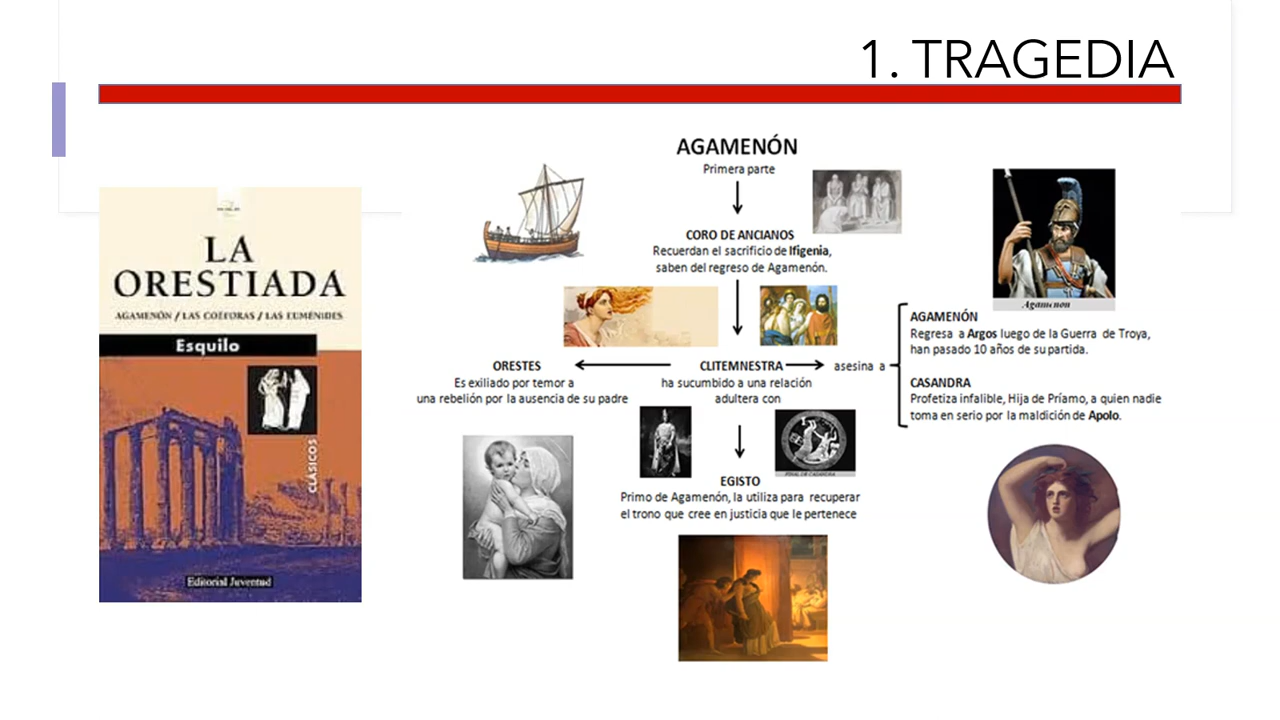 1. TRAGEDIA
LA
ORESTIADA
AGAMENÓN / LAS COÉFORAS / LAS EUMÉNIDES
Esquilo
CLÁSICOS
Editorial Juventud
AGAMENÓN
Primera parte
CORO DE ANCIANOS
Recuerdan el sacrificio de Ifigenia,
saben del regreso de Agamenón.
Agamenon
AGAMENÓN
Regresa a Argos luego de la Guerra de Troya,
han pasado 10 años de su partida.
ORESTES
Es exiliado por temor a
una rebelión por la ausencia de su padre
CLITEMNESTRA
ha sucumbido a una relación
adultera con
asesina a
CASANDRA
Profetiza infalible, Hija de Príamo, a quien nadie
toma en serio por la maldición de Apolo.
FINAL DE CASANDRA
EGISTO
Primo de Agamenón, la utiliza para recuperar
el trono que cree en justicia que le pertenece